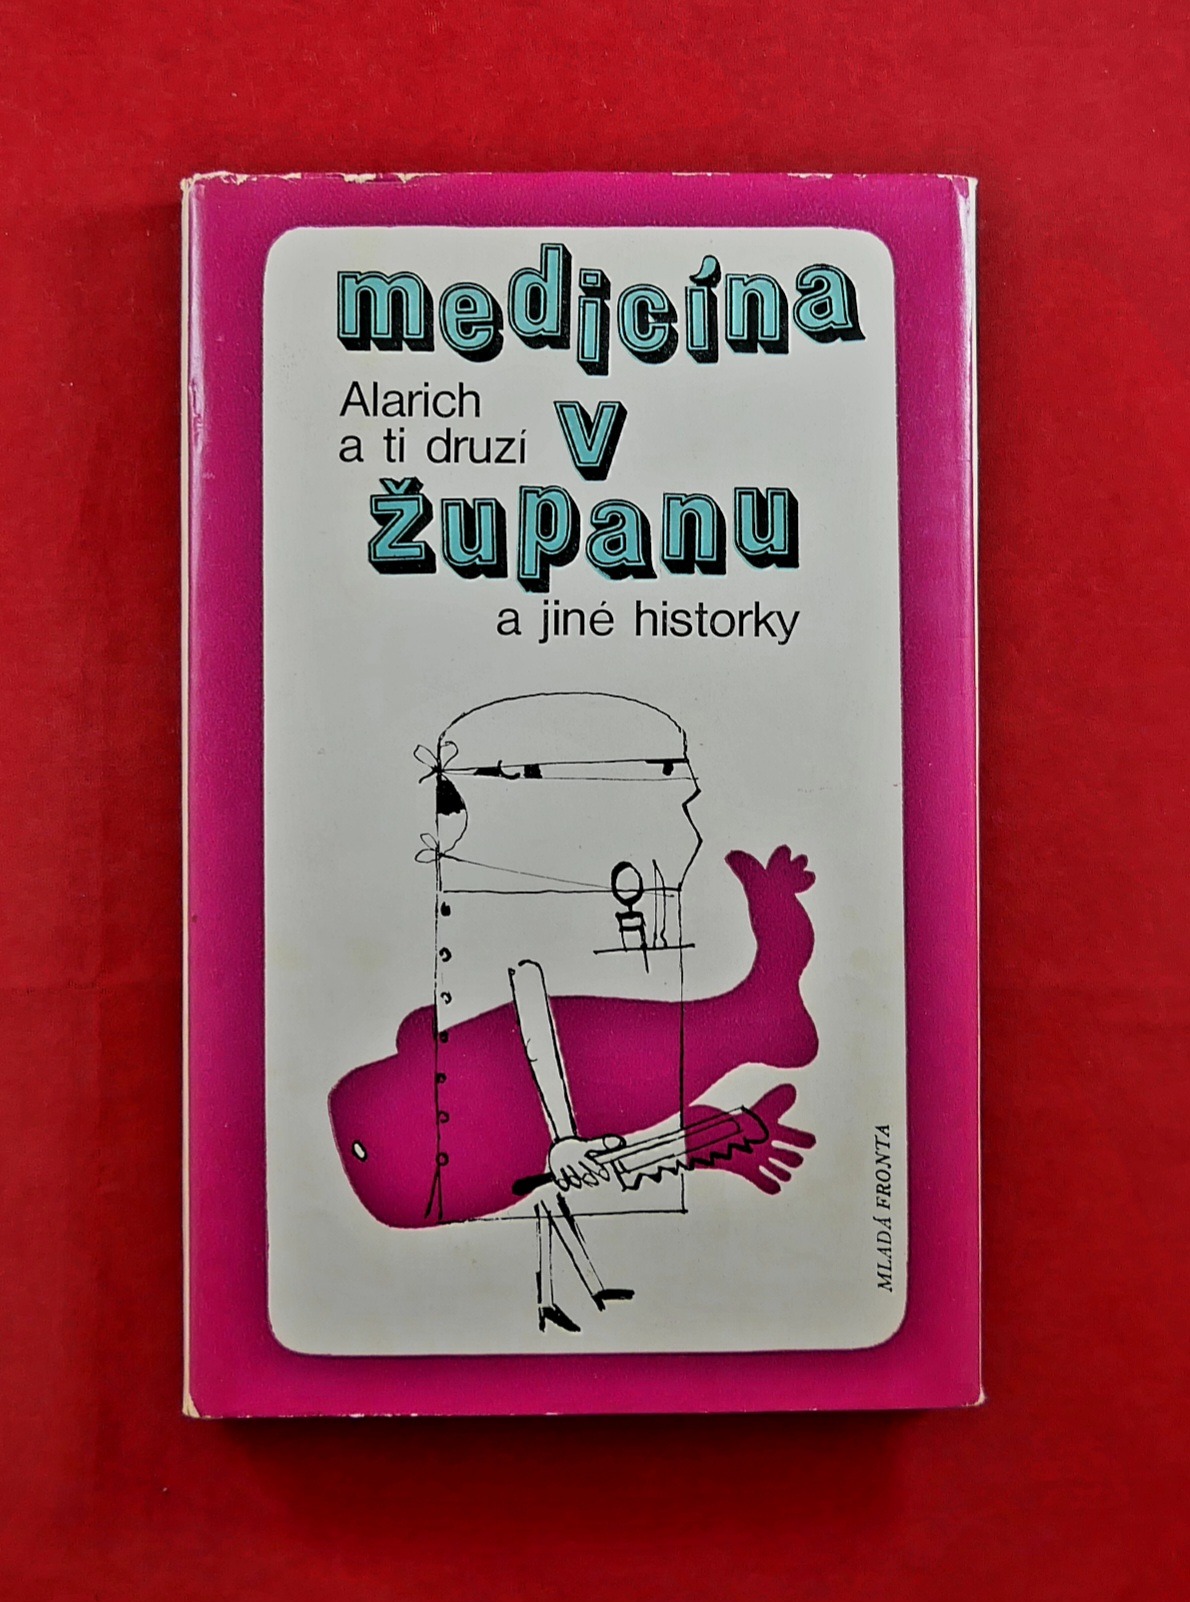 medicína
Alarich
a ti druzí
v
županu
a jiné historky
MLADÁ FRONTA